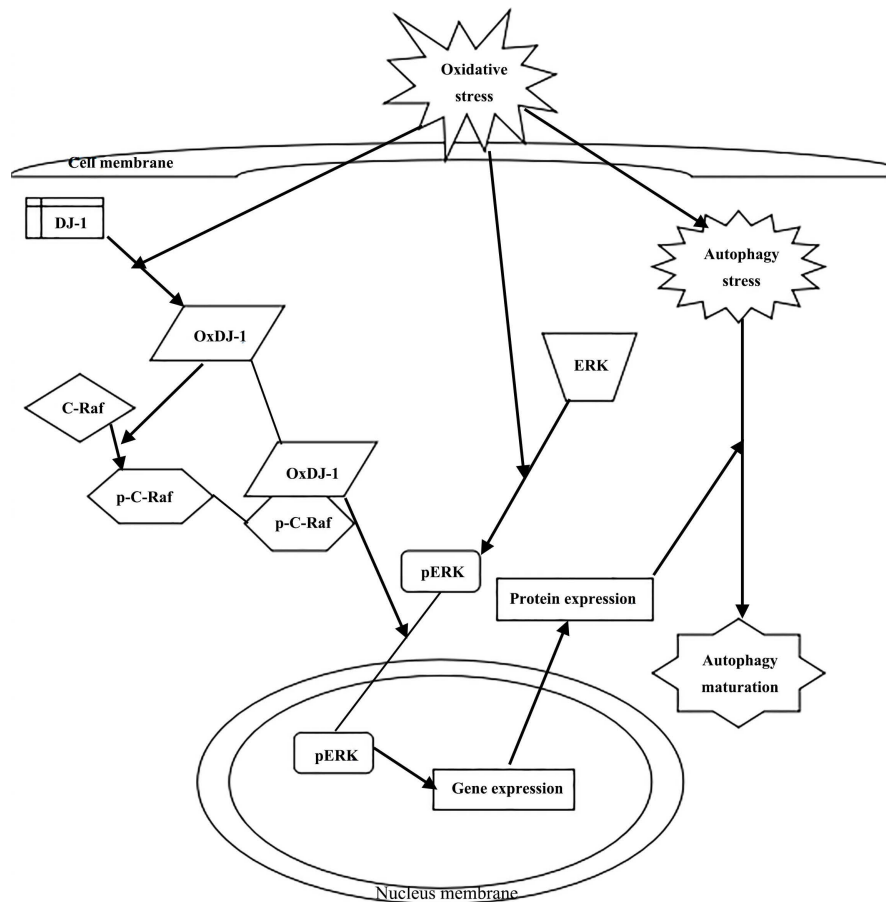 Oxidative
stress
Cell membrane
DJ-1
Autophagy
stress
OxDJ-1
ERK
C-Raf
OxDJ-1
p-C-Raf
p-C-Raf
pERK
Protein expression
Autophagy
maturation
pERK
Gene expression
Nucleus membrane